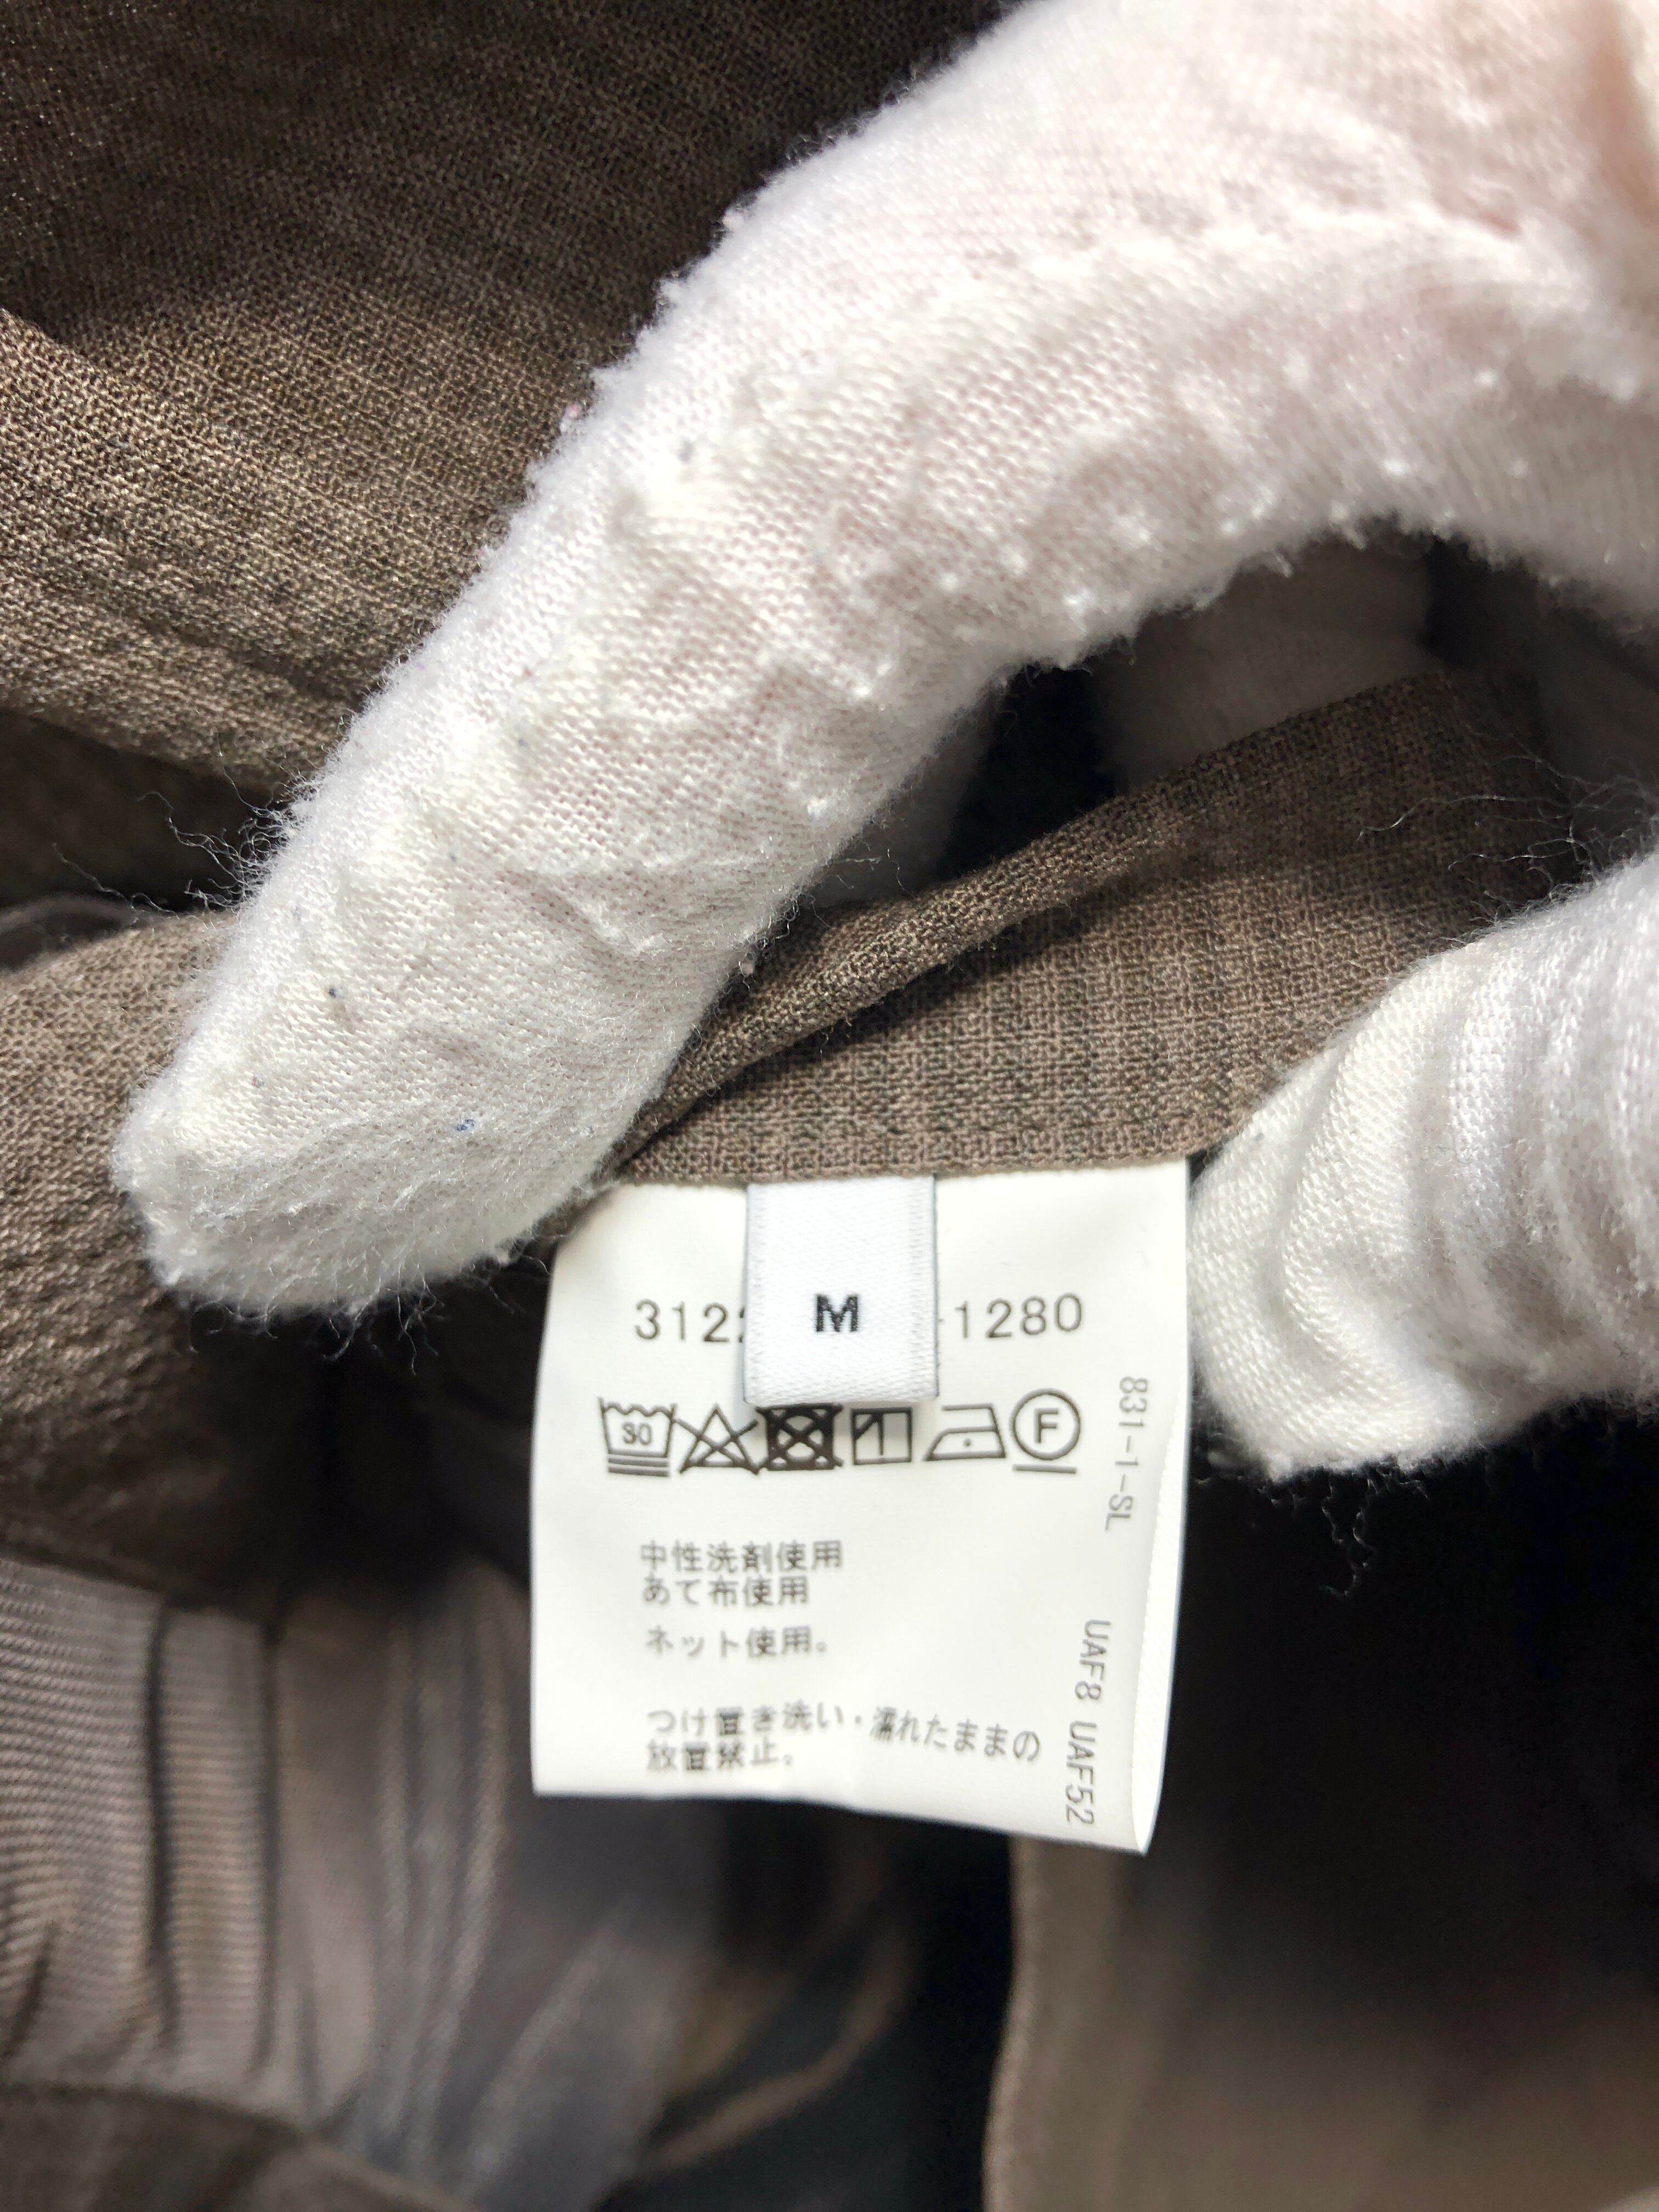 M
3122
-1280
30
F
中性洗剤使用
あて布使用
ネット使用。
つけ置き洗い・濡れたままの
放置禁止。
831-1-SL
UAF8 UAF52